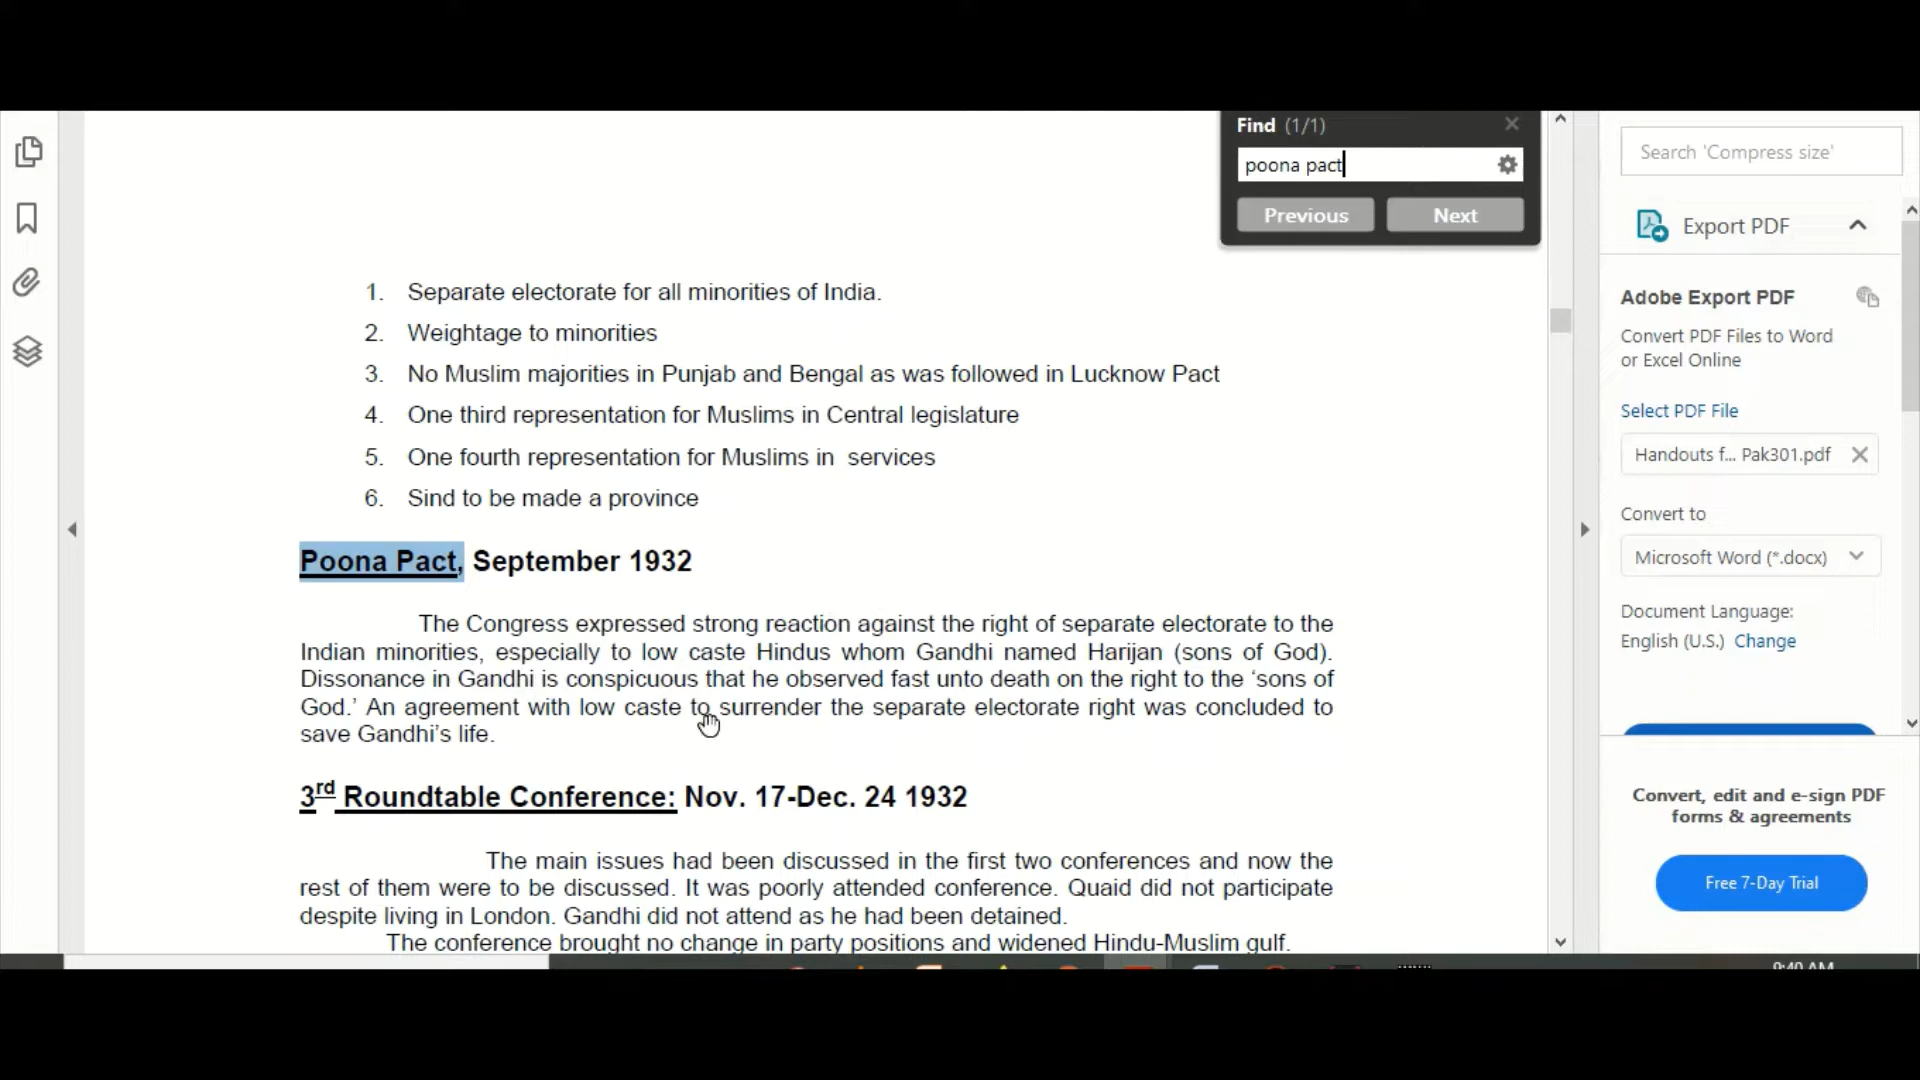 Find (1/1)
poona pact
Previous
Next
1. Separate electorate for all minorities of India.
2. Weightage to minorities
3. No Muslim majorities in Punjab and Bengal as was followed in Lucknow Pact
4. One third representation for Muslims in Central legislature
5. One fourth representation for Muslims in services
6. Sind to be made a province
Poona Pact, September 1932
The Congress expressed strong reaction against the right of separate electorate to the
Indian minorities, especially to low caste Hindus whom Gandhi named Harijan (sons of God).
Dissonance in Gandhi is conspicuous that he observed fast unto death on the right to the ‘sons of
God.’ An agreement with low caste to surrender the separate electorate right was concluded to
save Gandhi’s life.
3rd Roundtable Conference: Nov. 17-Dec. 24 1932
The main issues had been discussed in the first two conferences and now the
rest of them were to be discussed. It was poorly attended conference. Quaid did not participate
despite living in London. Gandhi did not attend as he had been detained.
The conference brought no change in party positions and widened Hindu-Muslim gulf.
Search 'Compress size'
Export PDF
Adobe Export PDF
Convert PDF Files to Word
or Excel Online
Select PDF File
Handouts f... Pak301.pdf
Convert to
Microsoft Word (*.docx)
Document Language:
English (U.S.) Change
Convert, edit and e-sign PDF
forms & agreements
Free 7-Day Trial
9:40 AM